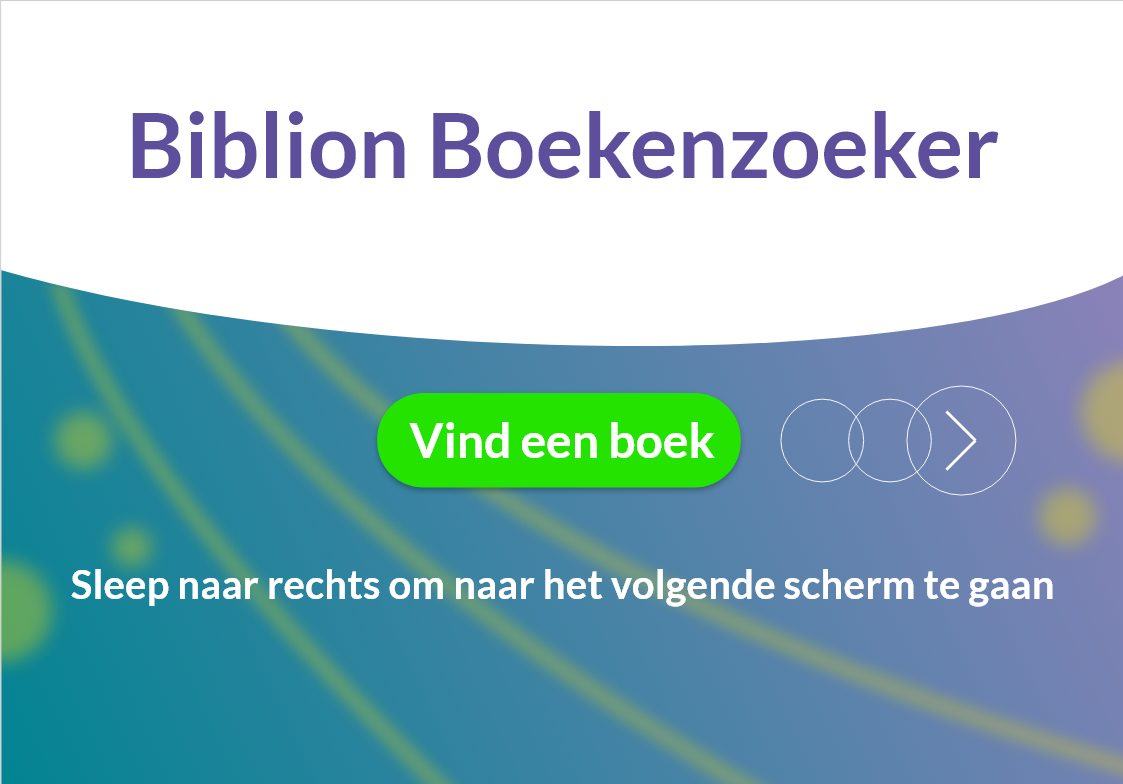 Biblion Boekenzoeker
Vind een boek
Sleep naar rechts om naar het volgende scherm te gaan